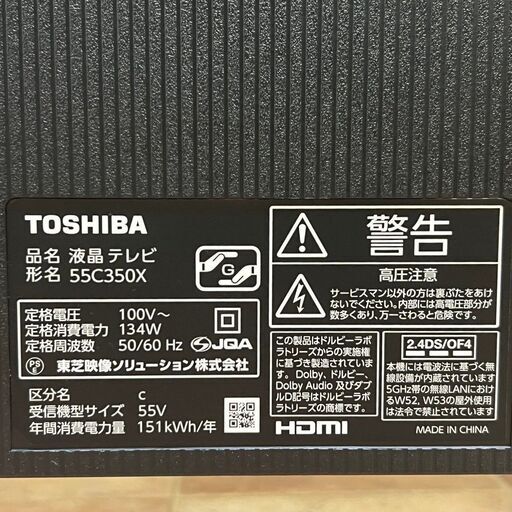 TOSHIBA
品名 液晶テレビ
形名 55C350X
G
定格電圧 100V～
定格消費電力 134W
定格周波数 50/60 Hz
JQA
PS
東芝映像ソリューション株式会社
区分名 C
受信機型サイズ 55V
年間消費電力量 151kWh/年
警告
高圧注意
サービスマン以外の方は裏ぶたをあけ
ないでください。内部には高電圧部分が
数多くあり、万一さわると危険です。
この製品はドルビーラボ
ラトリーズからの実施権
に基づき製造されていま
す。Dolby、ドルビー、
Dolby Audio 及びダブ
ルD記号はドルビーラボ
ラトリーズの商標です。
HDMI
2.4DS/OF4
本機には電波法に基づく無
線設備が内蔵されています
5GHz帯の無線LANにおけ
るW52、W53の屋外使用
は法令で禁止されています。
MADE IN CHINA